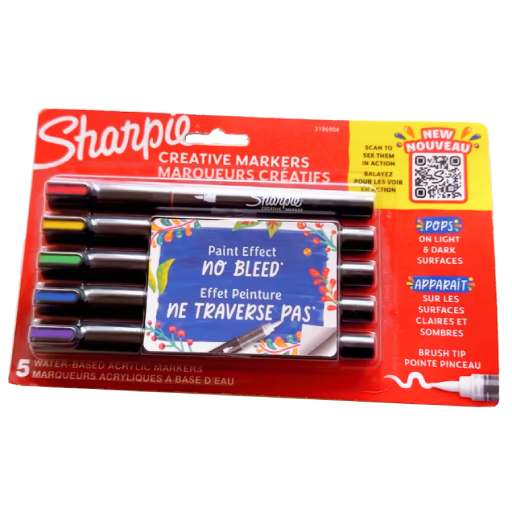 Sharpie
2196904
CREATIVE MARKERS
MARQUEURS CRÉATIFS
SCAN TO
SEE THEM
IN ACTION
BALAYEZ
POUR LES VOIR
EN ACTION
NEW
NOUVEAU
Sharpie
CREATIVE MARKER
Paint Effect
NO BLEED*
Effet Peinture
NE TRAVERSE PAS*
POPS
ON LIGHT
& DARK
SURFACES
APPARAÎT
SUR LES
SURFACES
CLAIRES ET
SOMBRES
BRUSH TIP
POINTE PINCEAU
5 WATER-BASED ACRYLIC MARKERS
MARQUEURS ACRYLIQUES À BASE D'EAU